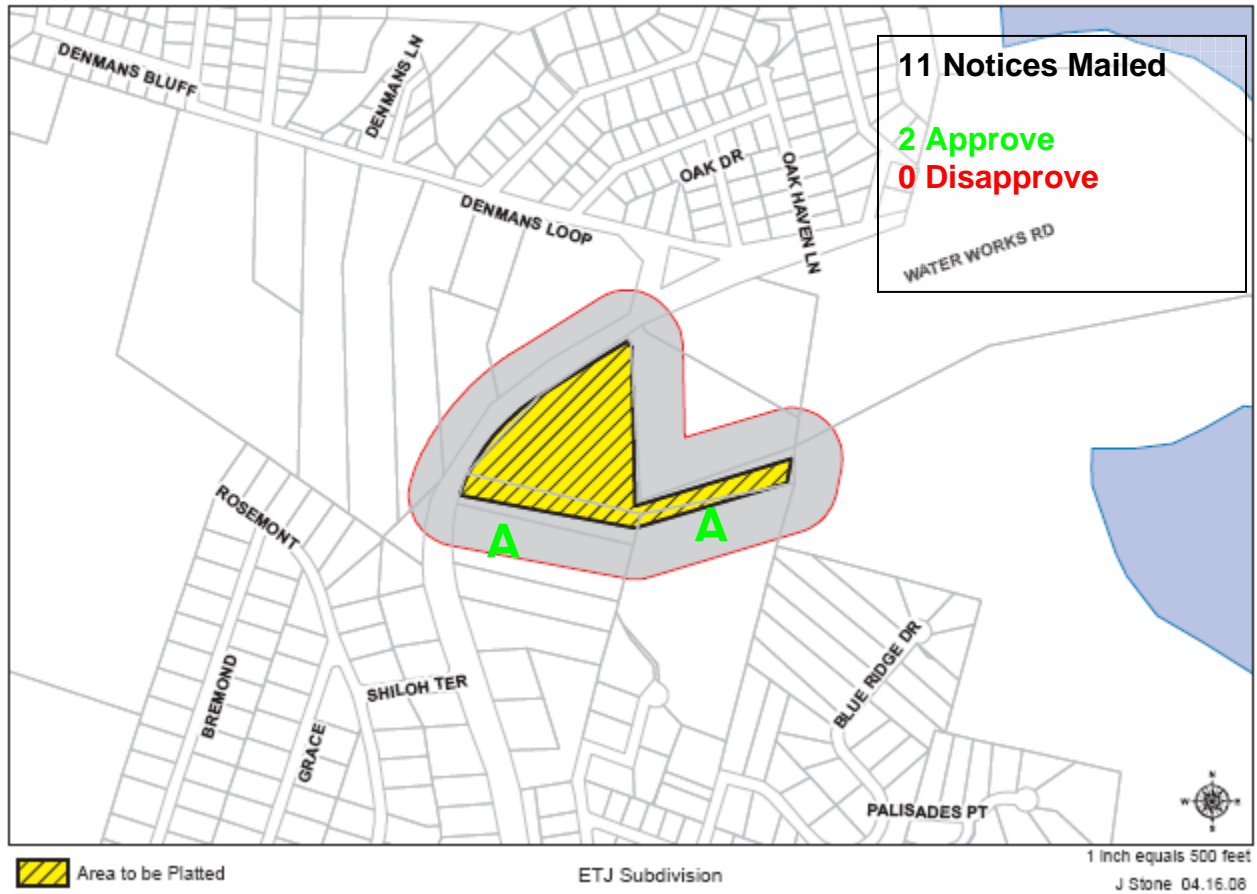 DENMANS BLUFF
DENMANS LN
11 Notices Mailed
2 Approve
0 Disapprove
OAK DR
OAK HAVEN LN
DENMANS LOOP
WATER WORKS RD
ROSEMONT
A
A
BREMOND
GRACE
SHILOH TER
BLUE RIDGE DR
PALISADES PT
N
W E
S
Area to be Platted
ETJ Subdivision
1 Inch equals 500 feet
J Stone 04.16.08